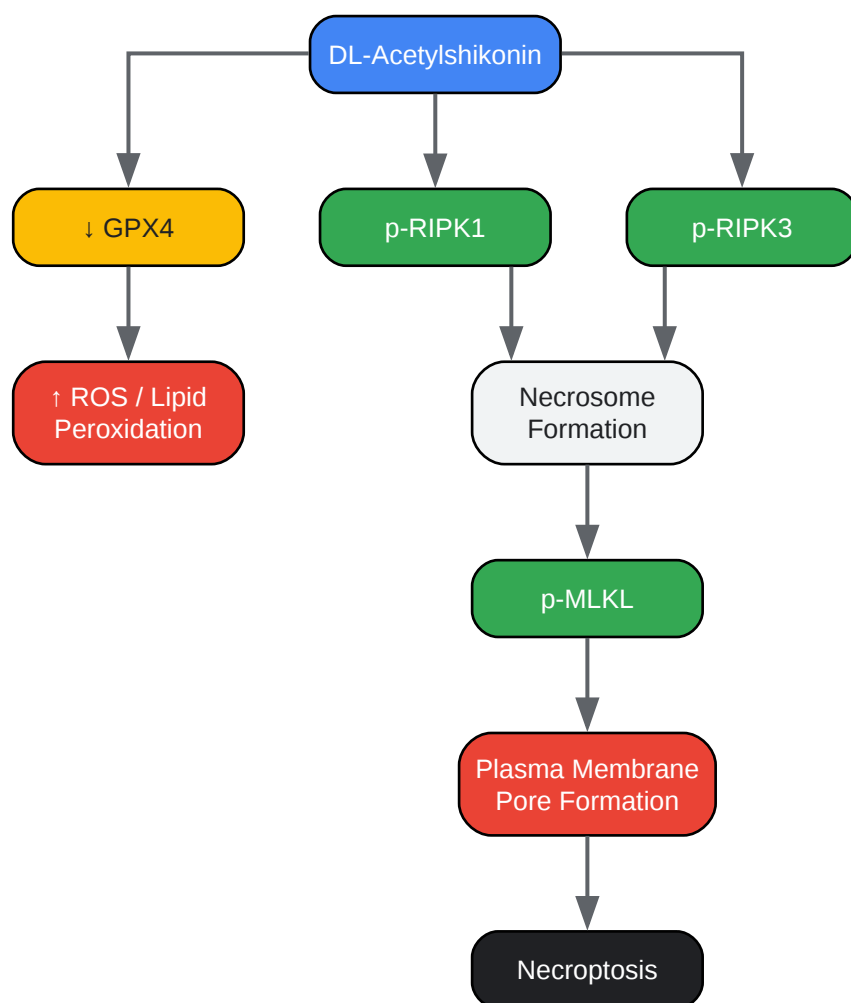 DL-Acetylshikonin
↓ GPX4
p-RIPK1
p-RIPK3
↑ ROS / Lipid
Peroxidation
Necrosome
Formation
p-MLKL
Plasma Membrane
Pore Formation
Necroptosis